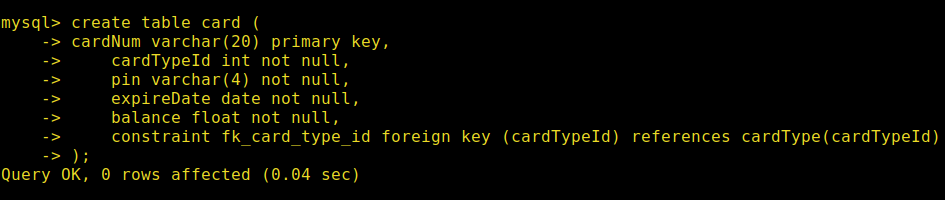 mysql> create table card (
    -> cardNum varchar(20) primary key,
    ->     cardTypeId int not null,
    ->     pin varchar(4) not null,
    ->     expireDate date not null,
    ->     balance float not null,
    ->     constraint fk_card_type_id foreign key (cardTypeId) references cardType(cardTypeId)
    -> );
Query OK, 0 rows affected (0.04 sec)